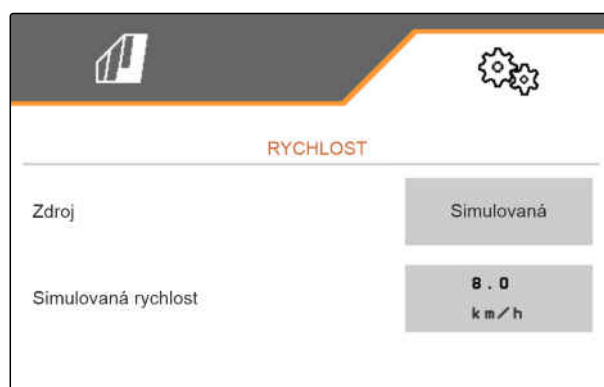 RYCHLOST
Zdroj
Simulovaná
Simulovaná rychlost
8.0
km/h